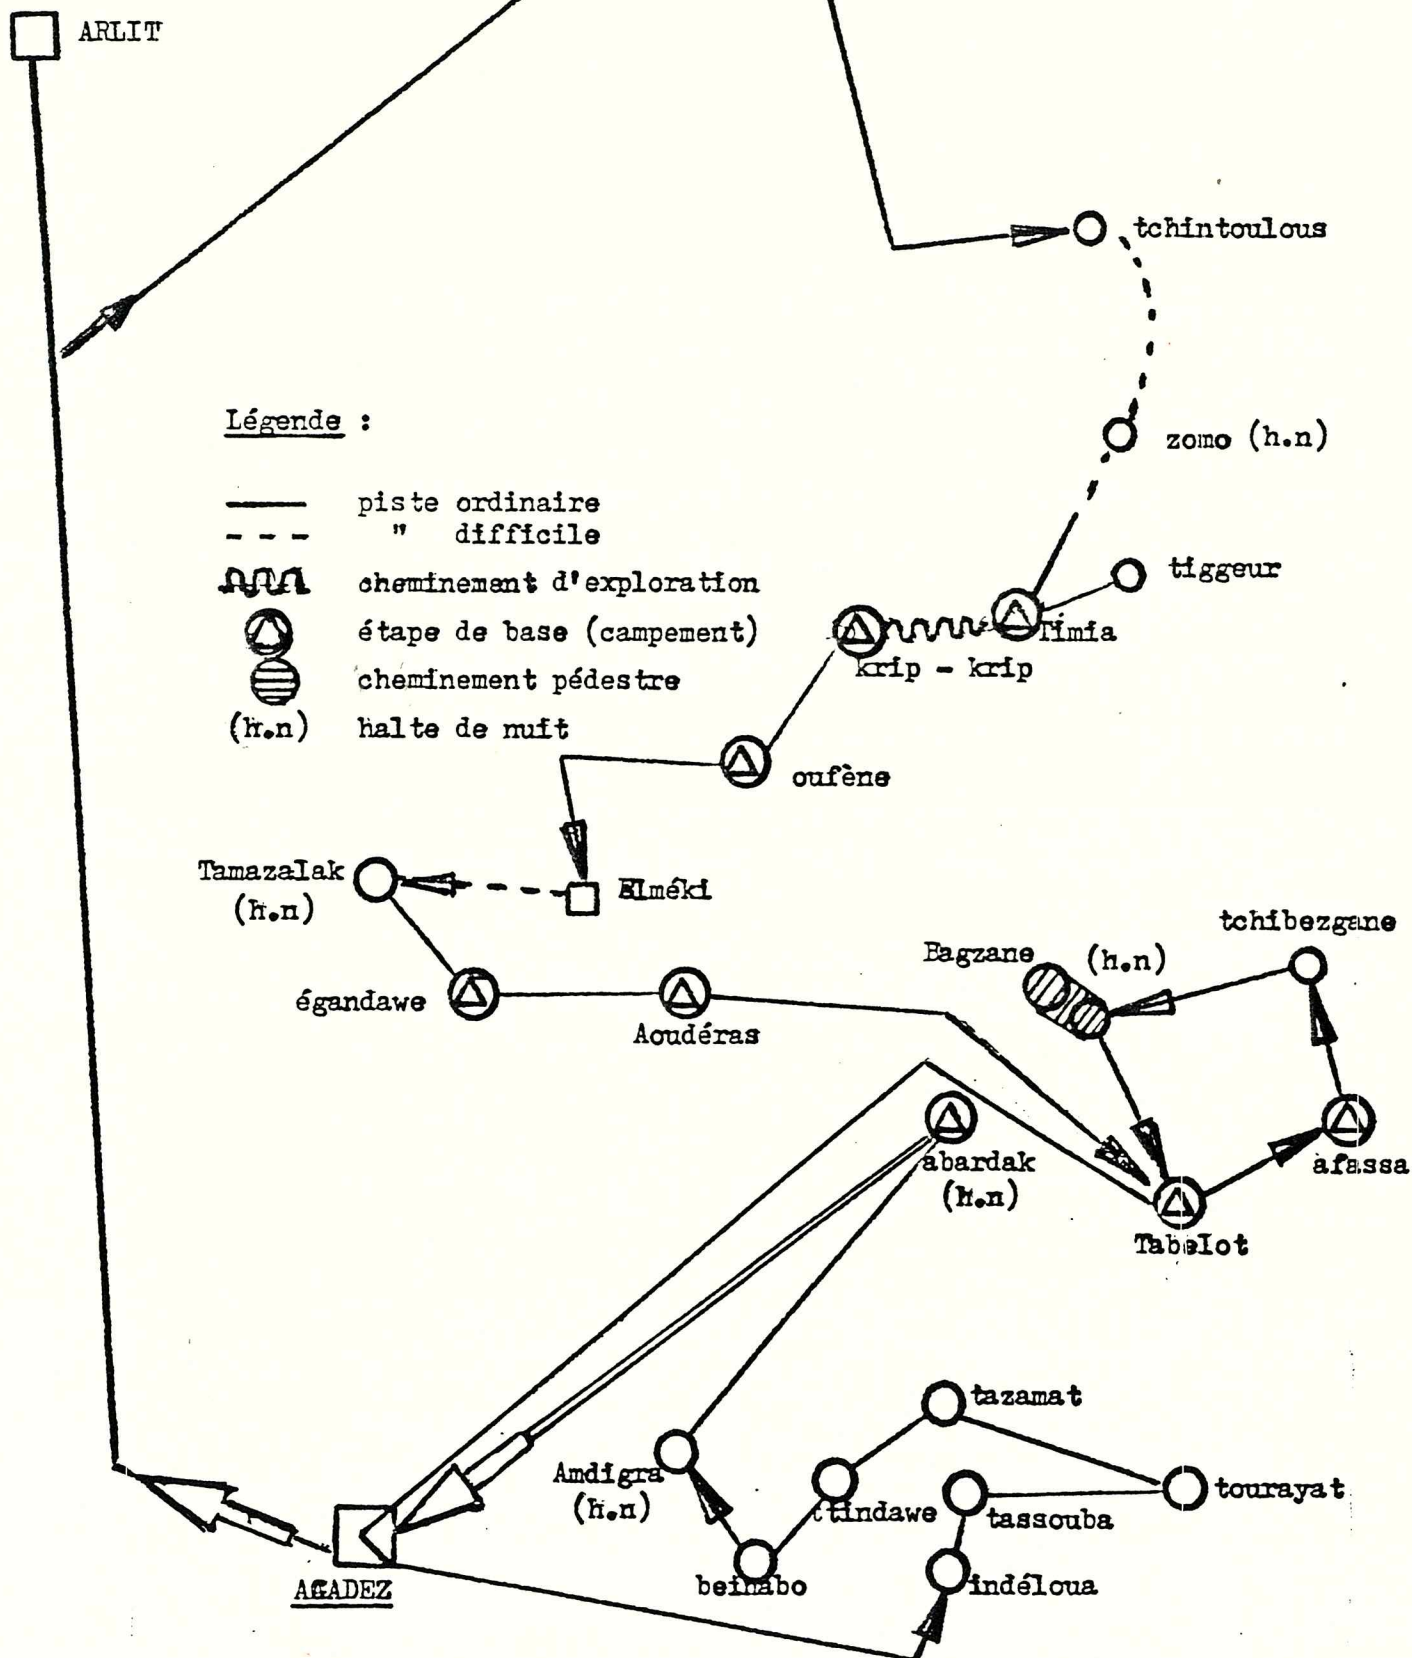 ARLIT
tchintoulous
Légende :
zomo (h.n)
piste ordinaire
" difficile
tiggeur
cheminement d'exploration
étape de base (campement)
Timia
krip - krip
cheminement pédestre
(h.n) halte de nuit
oufène
Tamazalak
(h.n)
Elméki
tchibezgane
Bagzane (h.n)
égandawe
Aoudéras
abardak
(h.n)
afassa
Tabelot
tazamat
Amdigra
(h.n)
tindawe
tassouba
tourayat
beinabo
indéloua
AGADEZ